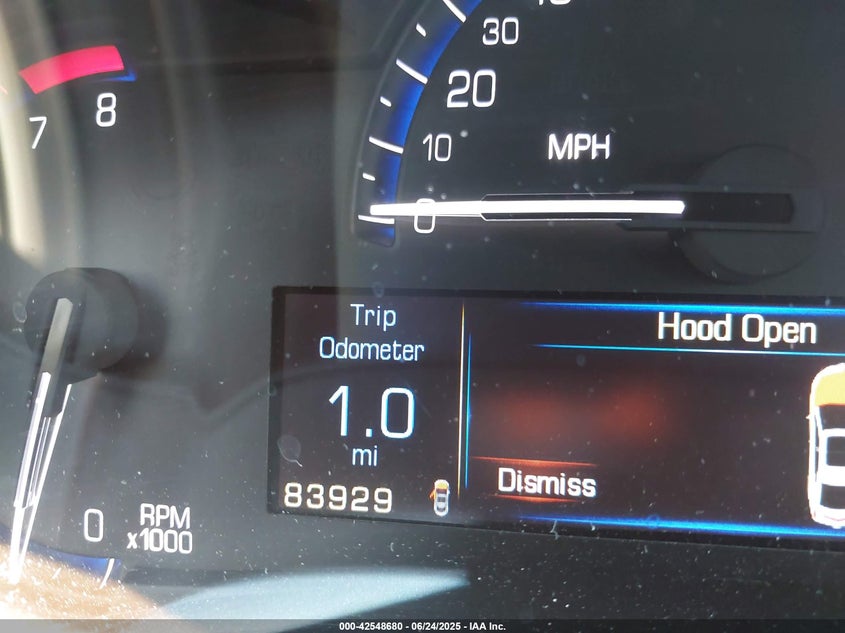 30
20
10
MPH
0
7
8
Trip
Odometer
1.0
mi
83929
Hood Open
Dismiss
0
RPM
x1000
000-42548680 - 06/24/2025 - IAA Inc.